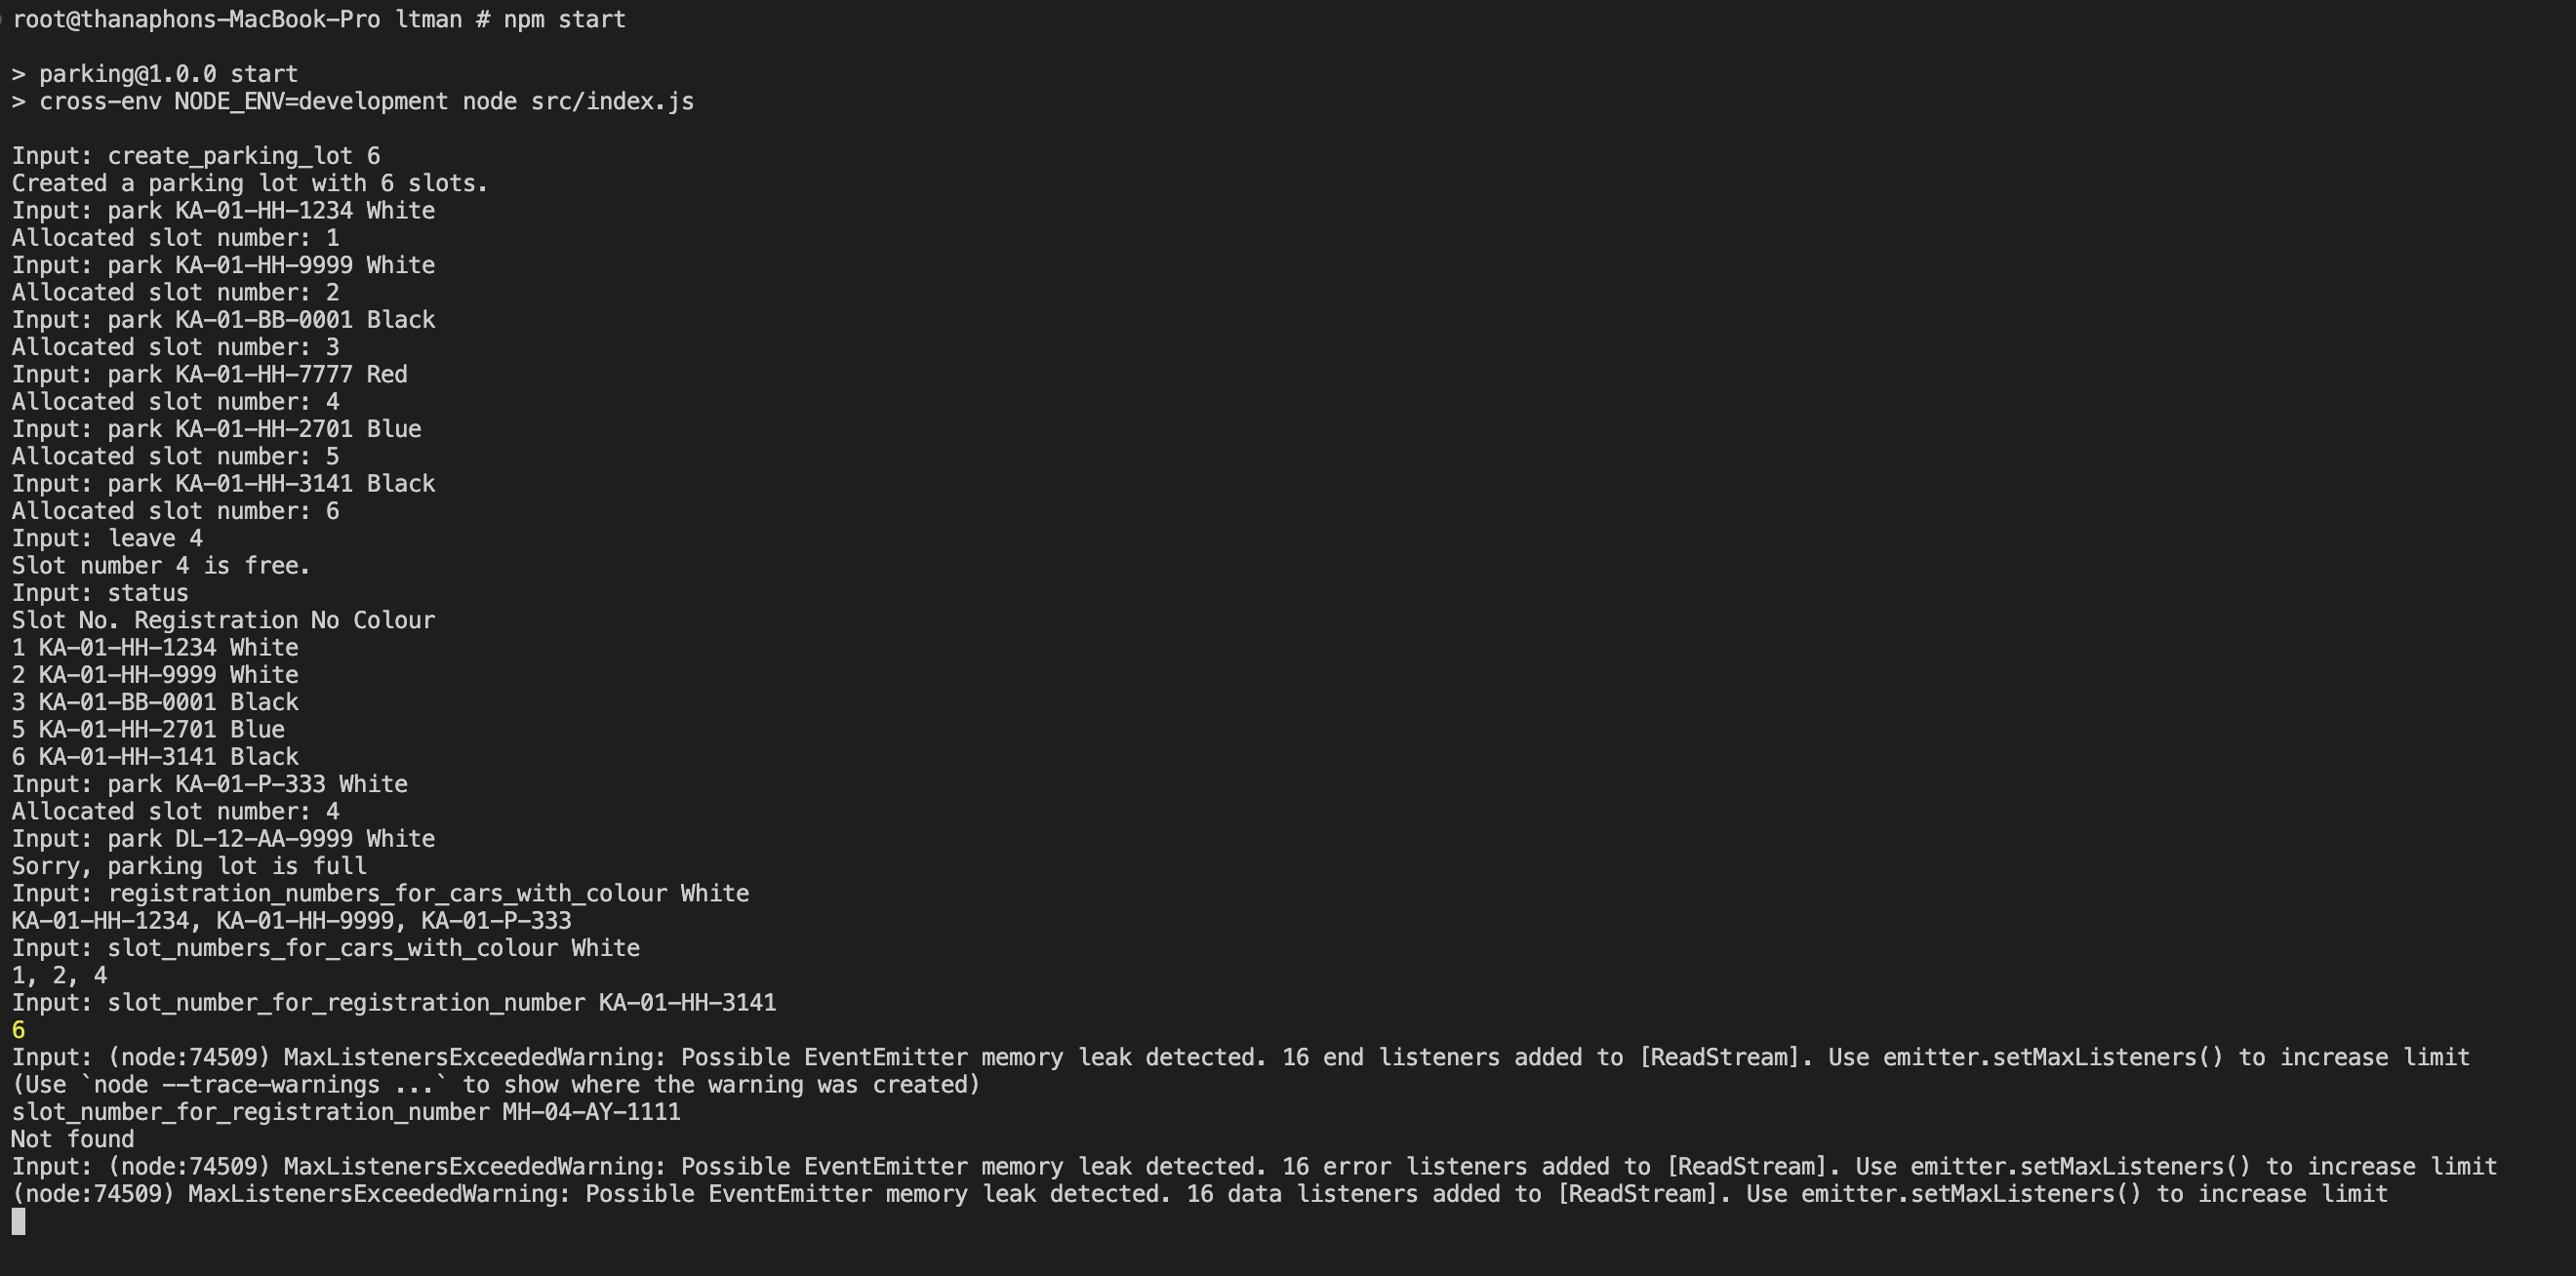 root@thanaphons-MacBook-Pro ltman # npm start
> parking@1.0.0 start
> cross-env NODE_ENV=development node src/index.js
Input: create_parking_lot 6
Created a parking lot with 6 slots.
Input: park KA-01-HH-1234 White
Allocated slot number: 1
Input: park KA-01-HH-9999 White
Allocated slot number: 2
Input: park KA-01-BB-0001 Black
Allocated slot number: 3
Input: park KA-01-HH-7777 Red
Allocated slot number: 4
Input: park KA-01-HH-2701 Blue
Allocated slot number: 5
Input: park KA-01-HH-3141 Black
Allocated slot number: 6
Input: leave 4
Slot number 4 is free.
Input: status
Slot No. Registration No Colour
1 KA-01-HH-1234 White
2 KA-01-HH-9999 White
3 KA-01-BB-0001 Black
5 KA-01-HH-2701 Blue
6 KA-01-HH-3141 Black
Input: park KA-01-P-333 White
Allocated slot number: 4
Input: park DL-12-AA-9999 White
Sorry, parking lot is full
Input: registration_numbers_for_cars_with_colour White
KA-01-HH-1234, KA-01-HH-9999, KA-01-P-333
Input: slot_numbers_for_cars_with_colour White
1, 2, 4
Input: slot_number_for_registration_number KA-01-HH-3141
6
Input: (node:74509) MaxListenersExceededWarning: Possible EventEmitter memory leak detected. 16 end listeners added to [ReadStream]. Use emitter.setMaxListeners() to increase limit
(Use `node --trace-warnings ...` to show where the warning was created)
slot_number_for_registration_number MH-04-AY-1111
Not found
Input: (node:74509) MaxListenersExceededWarning: Possible EventEmitter memory leak detected. 16 error listeners added to [ReadStream]. Use emitter.setMaxListeners() to increase limit
(node:74509) MaxListenersExceededWarning: Possible EventEmitter memory leak detected. 16 data listeners added to [ReadStream]. Use emitter.setMaxListeners() to increase limit